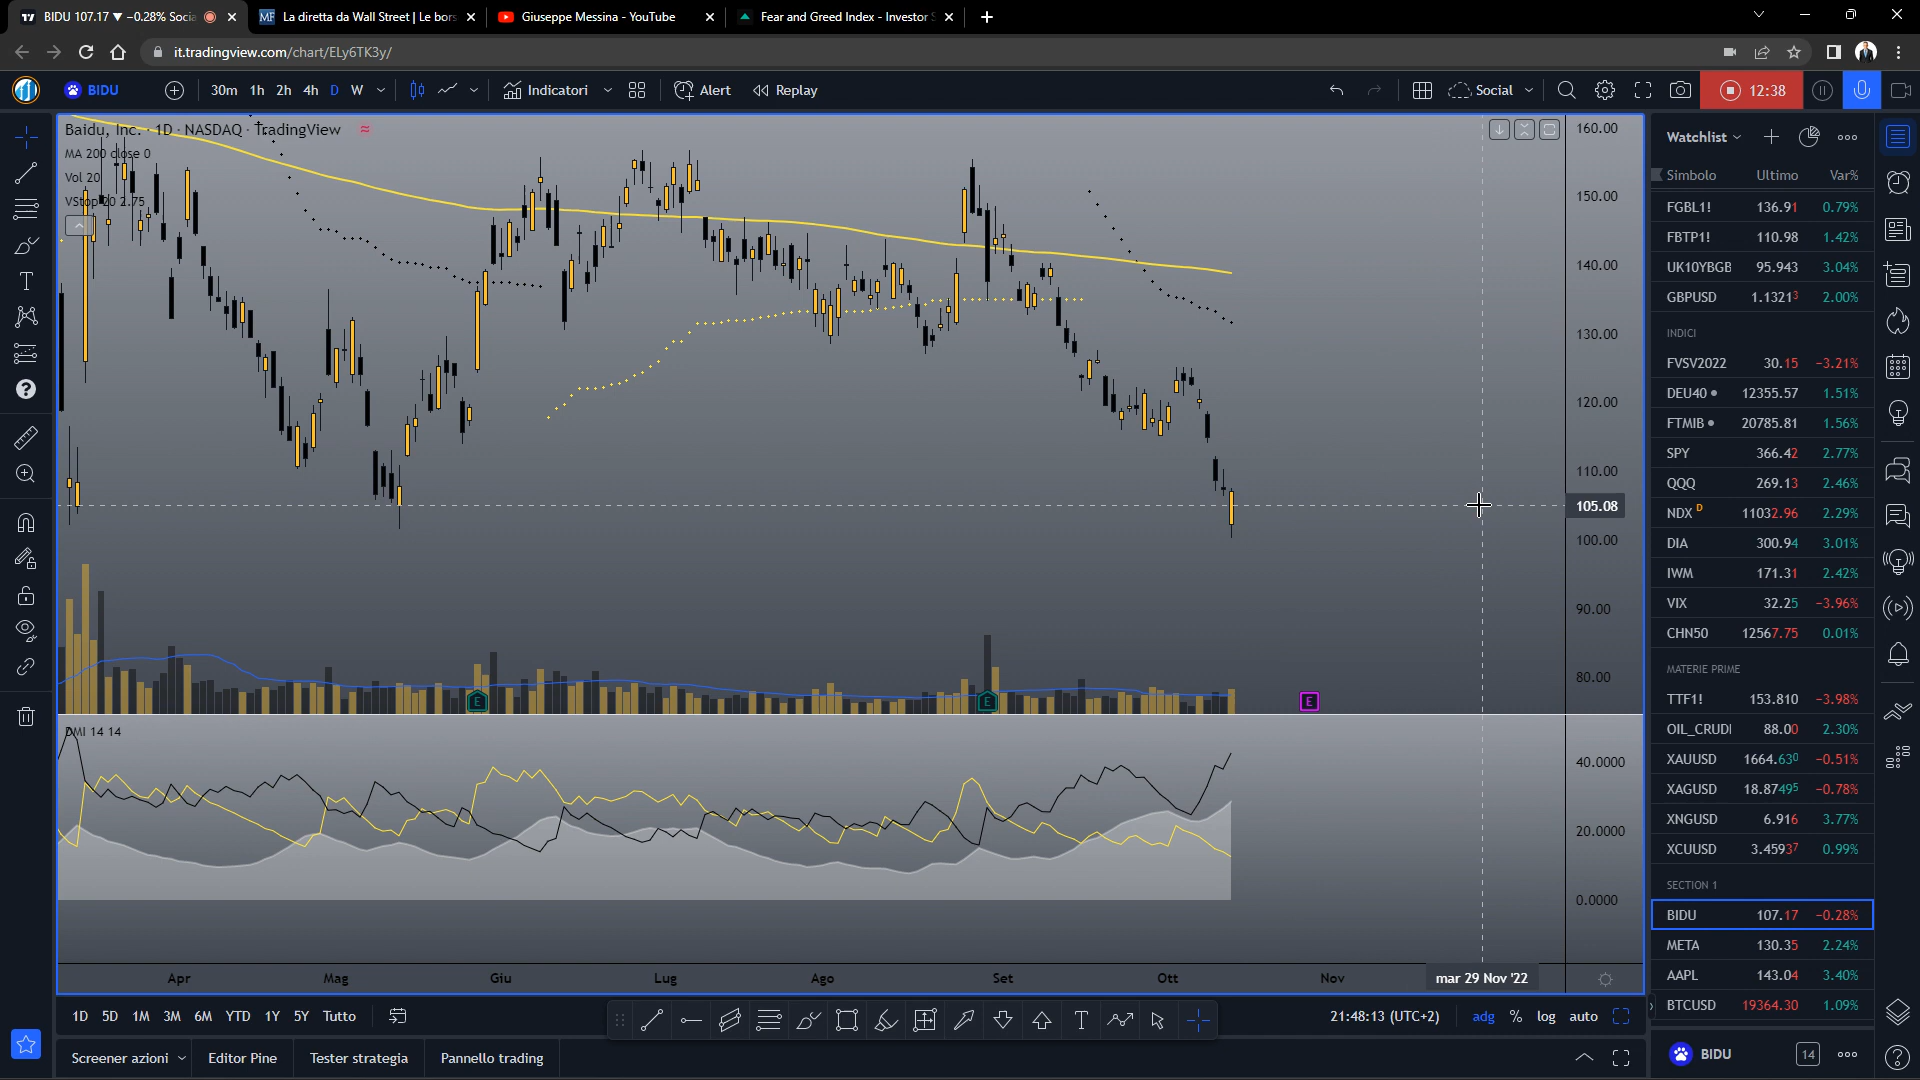 BIDU 107.17 ▼ −0.28% Socia
La diretta da Wall Street | Le bors
Giuseppe Messina - YouTube
Fear and Greed Index - Investor S
it.tradingview.com/chart/ELy6TK3y/
BIDU
30m 1h 2h 4h D W
Indicatori
Alert
Replay
Social
12:38
Baidu, Inc. · 1D · NASDAQ · TradingView
MA 200 close 0
Vol 20
VStop 20 2.75
160.00
150.00
140.00
130.00
120.00
110.00
105.08
100.00
90.00
80.00
E
E
E
DMI 14 14
40.0000
20.0000
0.0000
Apr Mag Giu Lug Ago Set Ott Nov mar 29 Nov '22
1D 5D 1M 3M 6M YTD 1Y 5Y Tutto
21:48:13 (UTC+2) adg % log auto
Screener azioni Editor Pine Tester strategia Pannello trading
Watchlist
Simbolo Ultimo Var%
FGBL1! 136.91 0.79%
FBTP1! 110.98 1.42%
UK10YBGB 95.943 3.04%
GBPUSD 1.1321³ 2.00%
INDICI
FVSV2022 30.15 −3.21%
DEU40 12355.57 1.51%
FTMIB 20785.81 1.56%
SPY 366.42 2.77%
QQQ 269.13 2.46%
NDX D 11032.96 2.29%
DIA 300.94 3.01%
IWM 171.31 2.42%
VIX 32.25 −3.96%
CHN50 12567.75 0.01%
MATERIE PRIME
TTF1! 153.810 −3.98%
OIL_CRUDI 88.00 2.30%
XAUUSD 1664.63⁰ −0.51%
XAGUSD 18.8749⁵ −0.78%
XNGUSD 6.916 3.77%
XCUUSD 3.4593⁷ 0.99%
SECTION 1
BIDU 107.17 −0.28%
META 130.35 2.24%
AAPL 143.04 3.40%
BTCUSD 19364.30 1.09%
BIDU 14